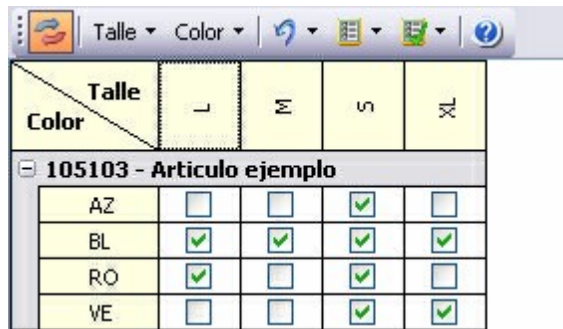 Talle Color
Talle
Color
L M S XL
105103 - Articulo ejemplo
AZ
BL
RO
VE